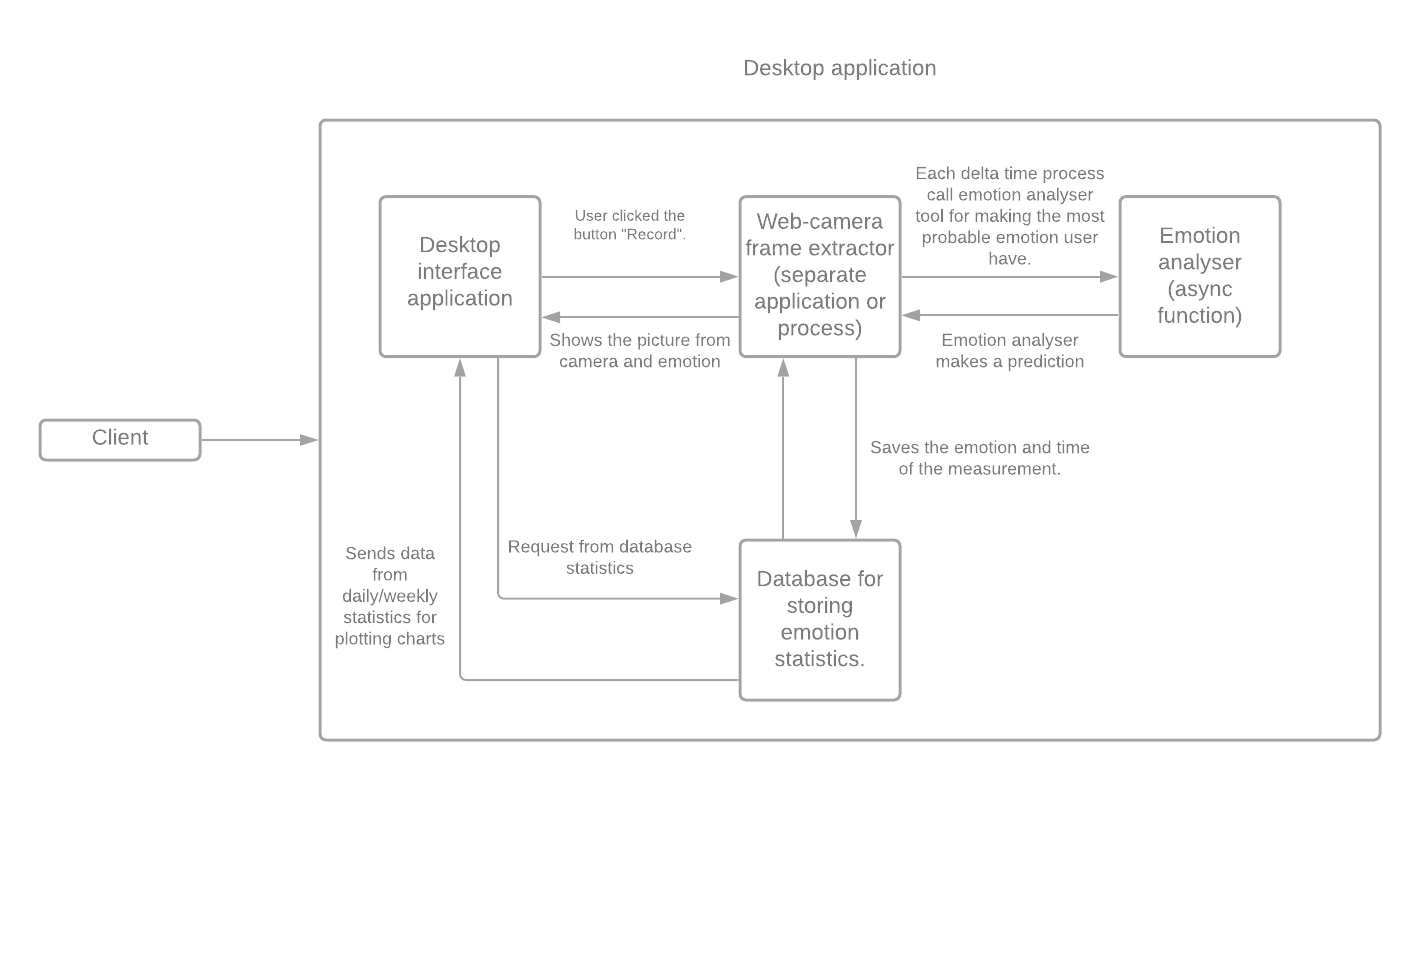 Desktop application
Desktop
interface
application
User clicked the
button "Record".
Web-camera
frame extractor
(separate
application or
process)
Each delta time process
call emotion analyser
tool for making the most
probable emotion user
have.
Emotion
analyser
(async
function)
Shows the picture from
camera and emotion
Emotion analyser
makes a prediction
Client
Saves the emotion and time
of the measurement.
Sends data
from
daily/weekly
statistics for
plotting charts
Request from database
statistics
Database for
storing
emotion
statistics.